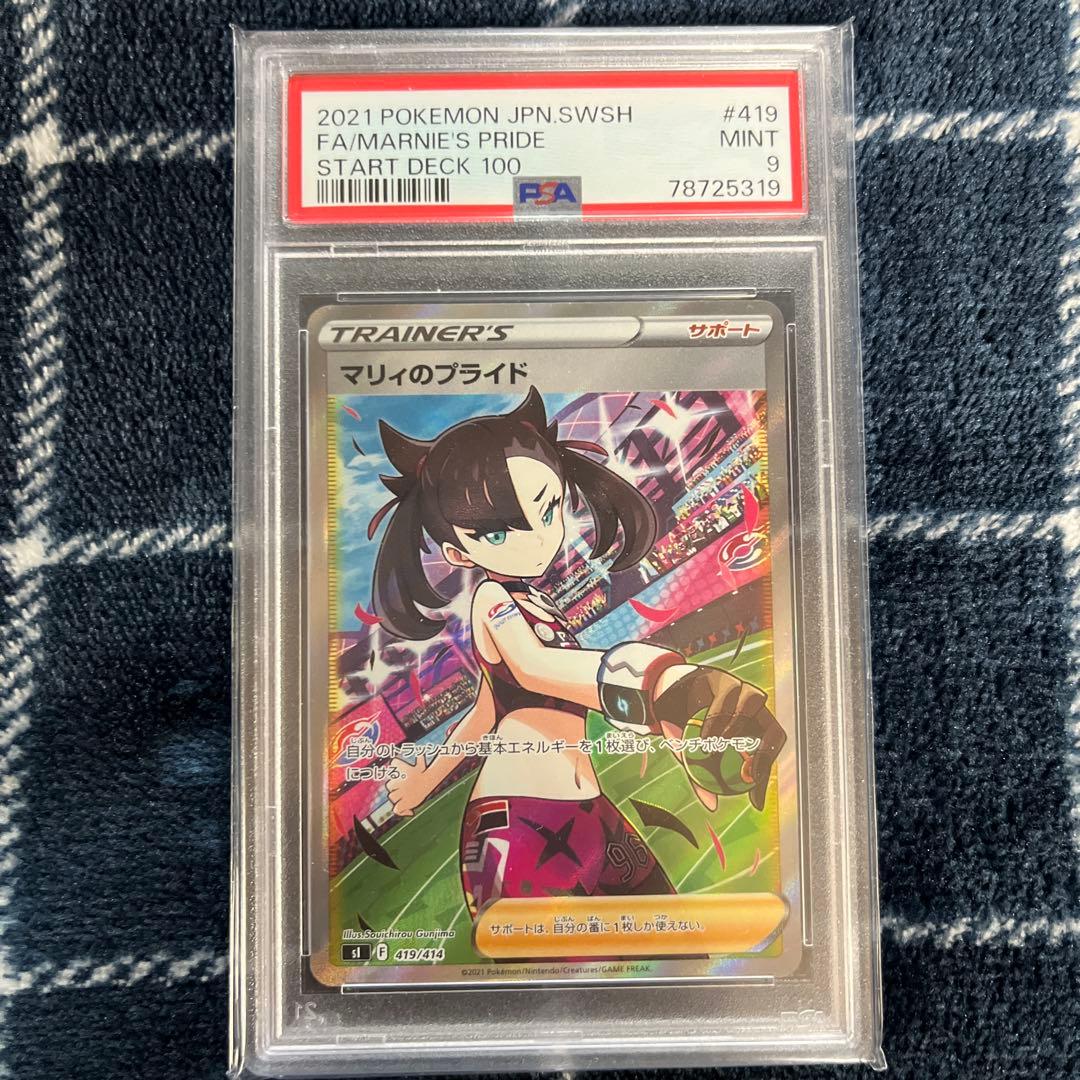 2021 POKEMON JPN.SWSH #419
FA/MARNIE'S PRIDE MINT
START DECK 100 9
PSA 78725319
TRAINER'S サポート
マリィのプライド
96
自分のトラッシュから基本エネルギーを1枚選び、ベンチポケモン
につける。
サポートは、自分の番に1枚しか使えない。
Illus. Souichirou Gunjima
sI F 419/414
©2021 Pokémon/Nintendo/Creatures/GAME FREAK.